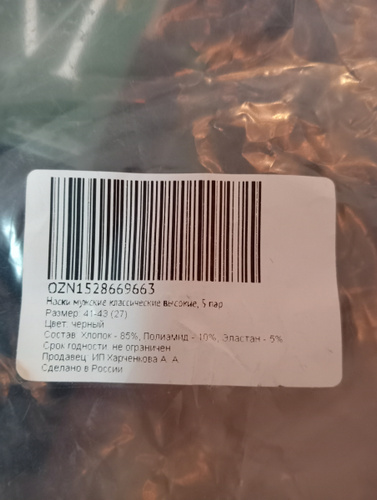 OZN1528669663
Носки мужские классические высокие, 5 пар
Размер: 41-43 (27)
Цвет: черный
Состав: Хлопок - 85%, Полиамид - 10%, Эластан - 5%
Срок годности: не ограничен
Продавец: ИП Харченкова А. А.
Сделано в России